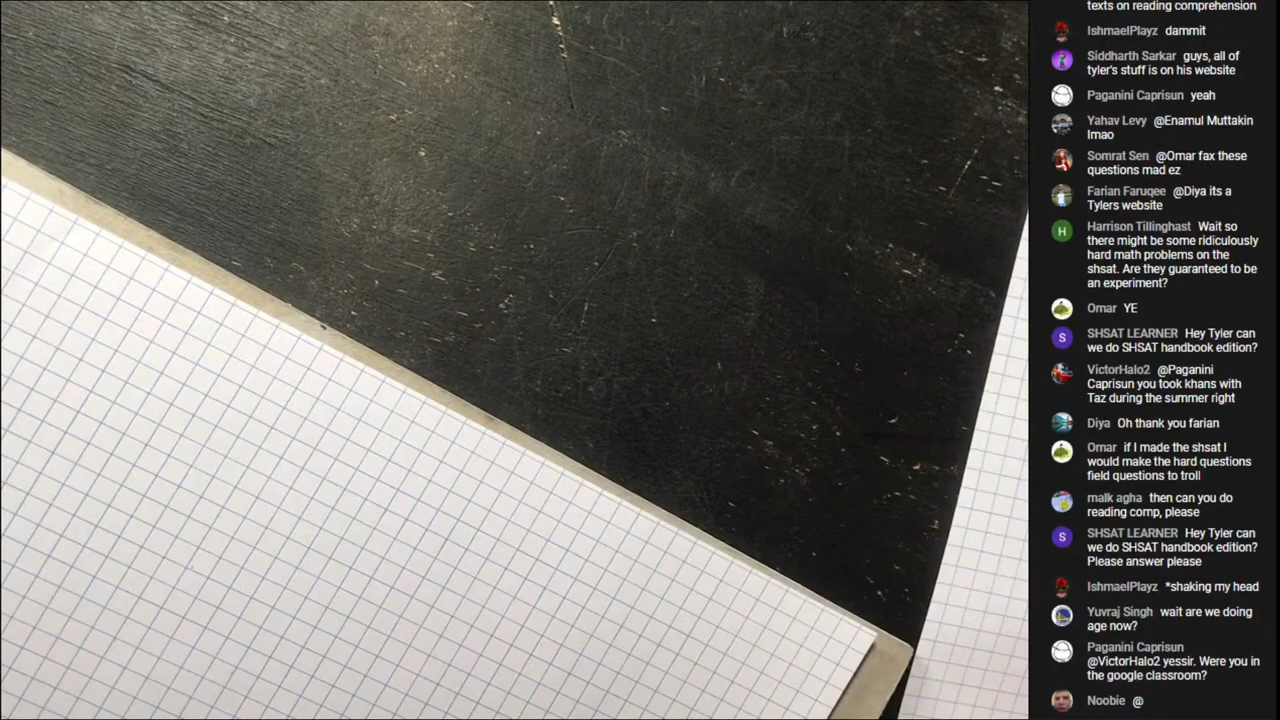 texts on reading comprehension
IshmaelPlayz dammit
Siddharth Sarkar guys, all of
tyler's stuff is on his website
Paganini Caprisun yeah
Yahav Levy @Enamul Muttakin
lmao
Somrat Sen @Omar fax these
questions mad ez
Farian Faruqee @Diya its a
Tylers website
H
Harrison Tillinghast Wait so
there might be some ridiculously
hard math problems on the
shsat. Are they guaranteed to be
an experiment?
Omar YE
S
SHSAT LEARNER Hey Tyler can
we do SHSAT handbook edition?
VictorHalo2 @Paganini
Caprisun you took khans with
Taz during the summer right
Diya Oh thank you farian
Omar if I made the shsat I
would make the hard questions
field questions to troll
malk agha then can you do
reading comp, please
S
SHSAT LEARNER Hey Tyler can
we do SHSAT handbook edition?
Please answer please
IshmaelPlayz *shaking my head
Yuvraj Singh wait are we doing
age now?
Paganini Caprisun
@VictorHalo2 yessir. Were you in
the google classroom?
Noobie @